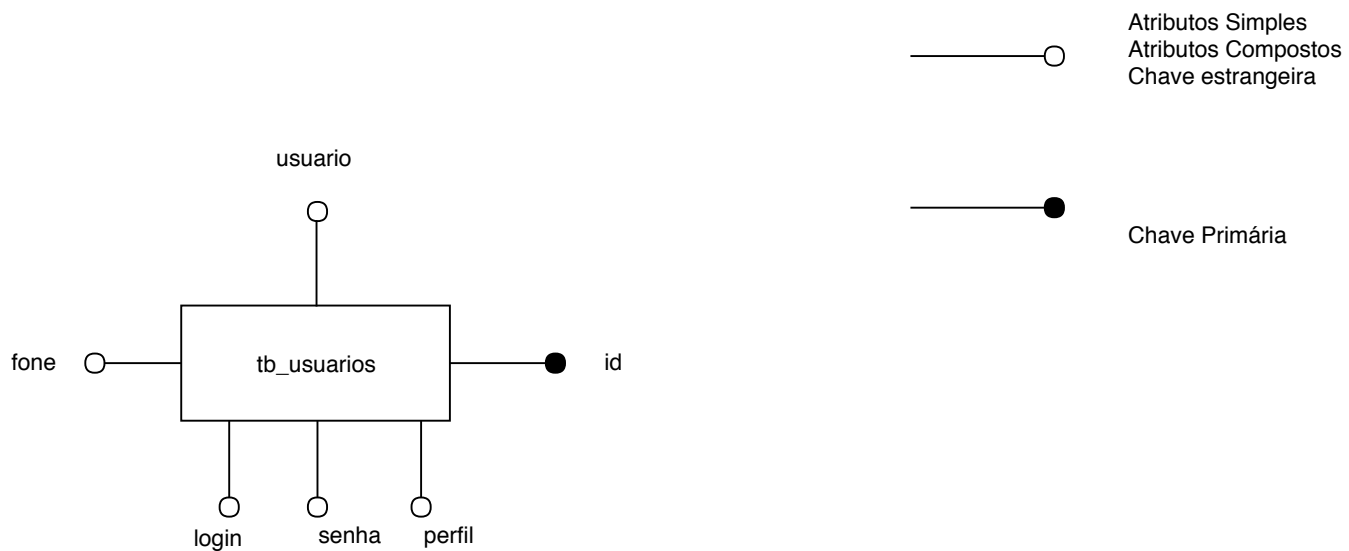 Atributos Simples
Atributos Compostos
Chave estrangeira
usuario
Chave Primária
fone
tb_usuarios
id
login
senha
perfil